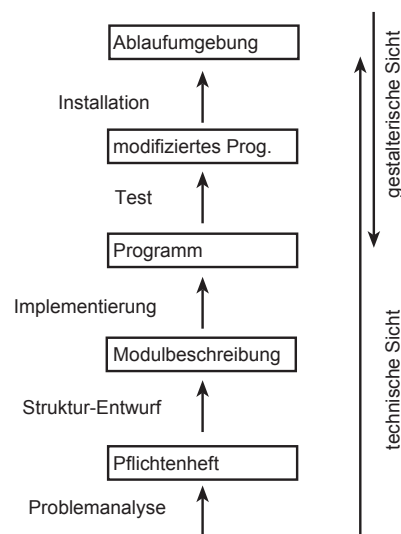 Ablaufumgebung
Installation
modifiziertes Prog.
Test
Programm
Implementierung
Modulbeschreibung
Struktur-Entwurf
Pflichtenheft
Problemanalyse
gestalterische Sicht
technische Sicht